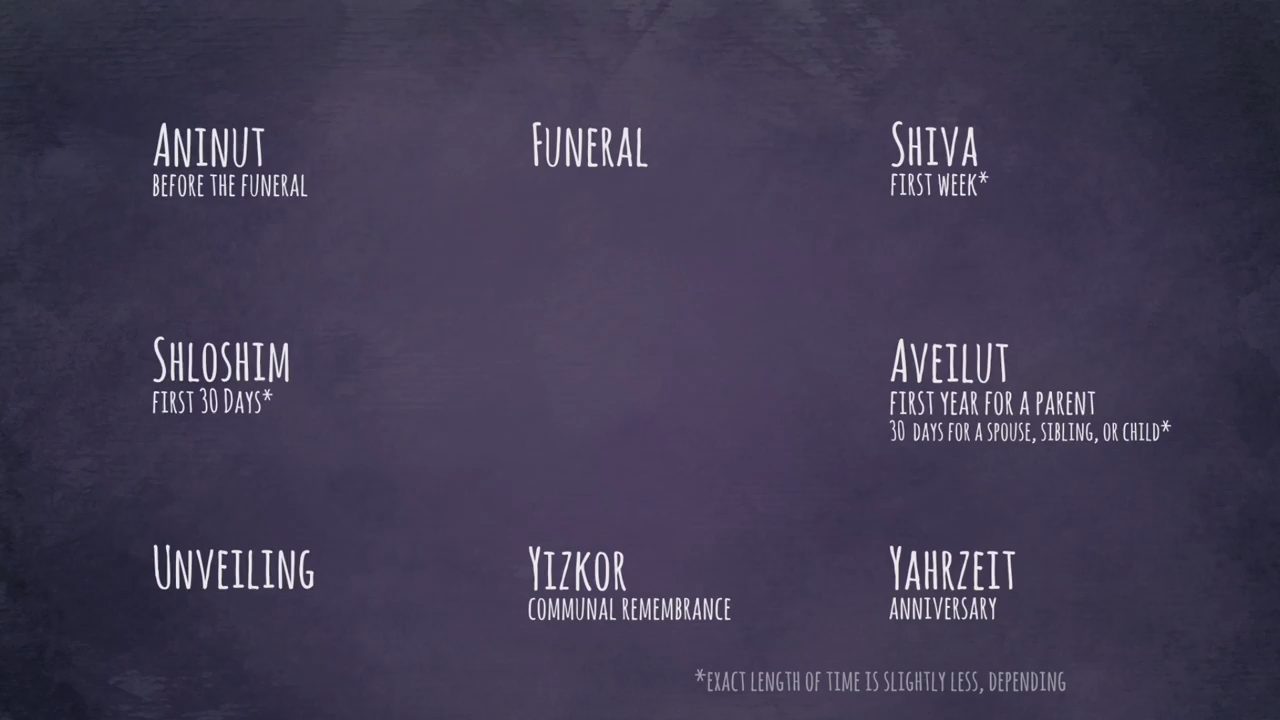 Aninut
before the funeral
Funeral
Shiva
first week*
Shloshim
first 30 Days*
Aveilut
first year for a parent
30 days for a spouse, sibling, or child*
Unveiling
Yizkor
communal remembrance
Yahrzeit
anniversary
*exact length of time is slightly less, depending